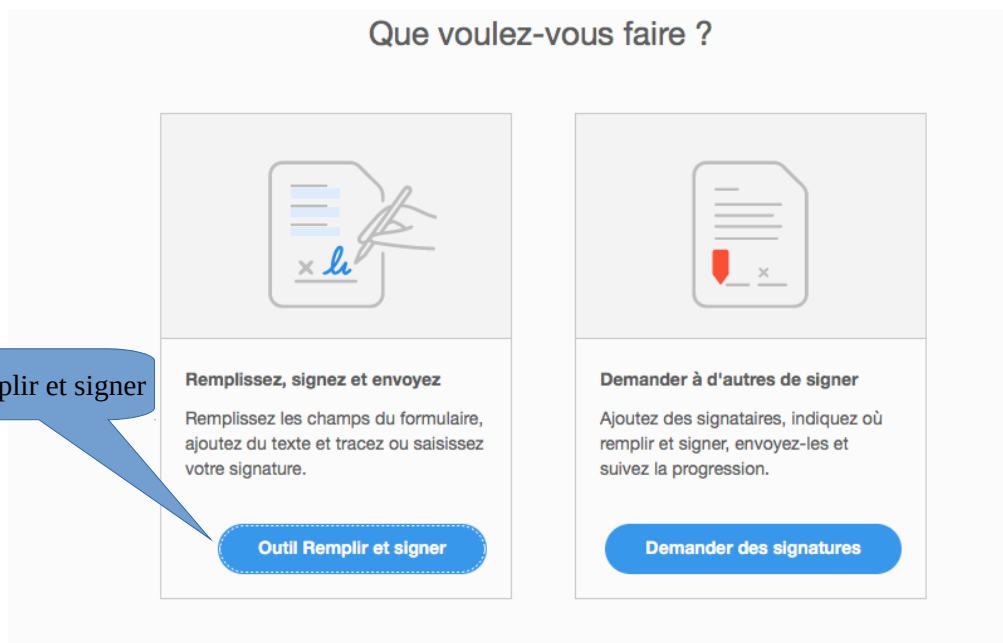 Que voulez-vous faire ?
plir et signer
Remplissez, signez et envoyez
Remplissez les champs du formulaire,
ajoutez du texte et tracez ou saisissez
votre signature.
Outil Remplir et signer
Demander à d'autres de signer
Ajoutez des signataires, indiquez où
remplir et signer, envoyez-les et
suivez la progression.
Demander des signatures